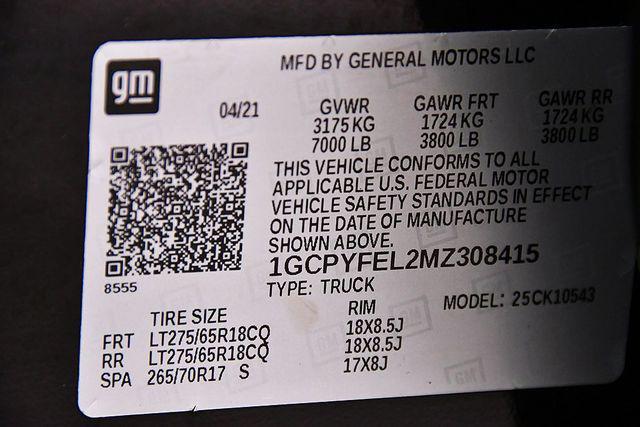 gm
MFD BY GENERAL MOTORS LLC
04/21 GVWR GAWR FRT GAWR RR
3175 KG 1724 KG 1724 KG
7000 LB 3800 LB 3800 LB
THIS VEHICLE CONFORMS TO ALL
APPLICABLE U.S. FEDERAL MOTOR
VEHICLE SAFETY STANDARDS IN EFFECT
ON THE DATE OF MANUFACTURE
SHOWN ABOVE.
1GCPYFEL2MZ308415
8555
TYPE: TRUCK
MODEL: 25CK10543
TIRE SIZE RIM
FRT LT275/65R18CQ 18X8.5J
RR LT275/65R18CQ 18X8.5J
SPA 265/70R17 S 17X8J